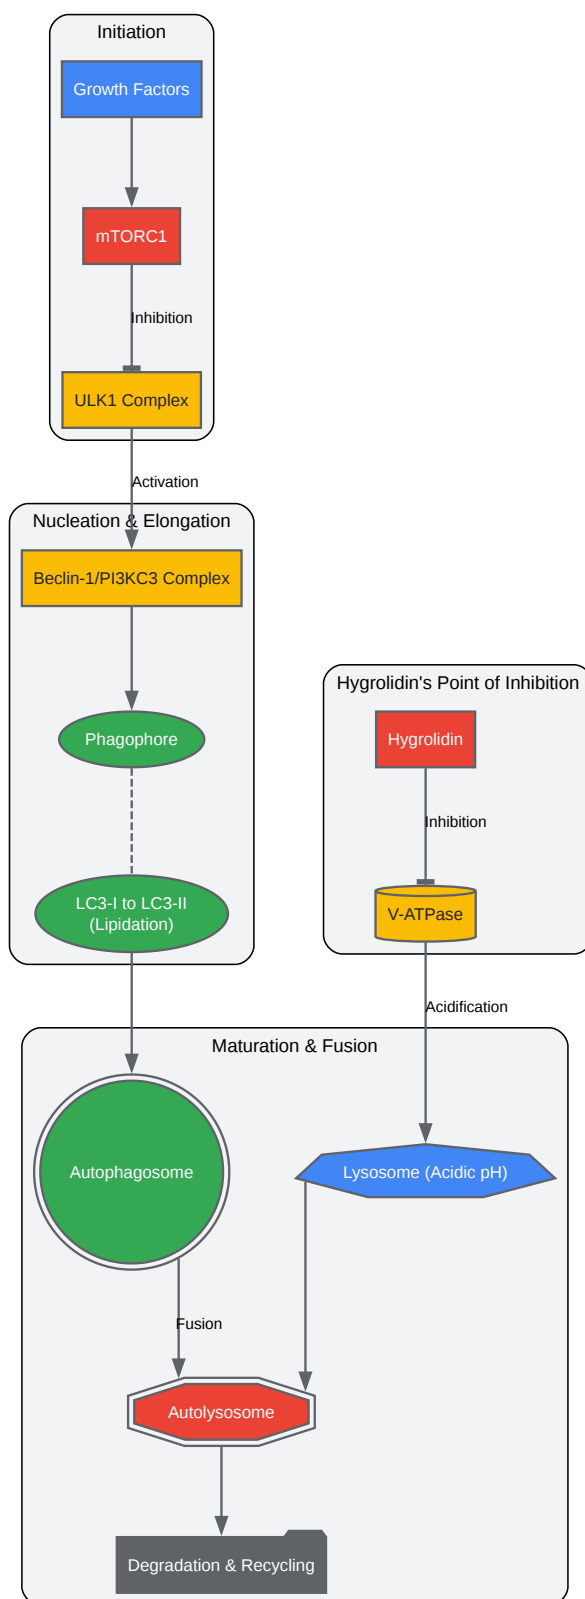 Initiation
Growth Factors
mTORC1
Inhibition
ULK1 Complex
Activation
Nucleation & Elongation
Beclin-1/PI3KC3 Complex
Phagophore
LC3-I to LC3-II
(Lipidation)
Hygrolidin's Point of Inhibition
Hygrolidin
Inhibition
V-ATPase
Acidification
Maturation & Fusion
Autophagosome
Lysosome (Acidic pH)
Fusion
Autolysosome
Degradation & Recycling